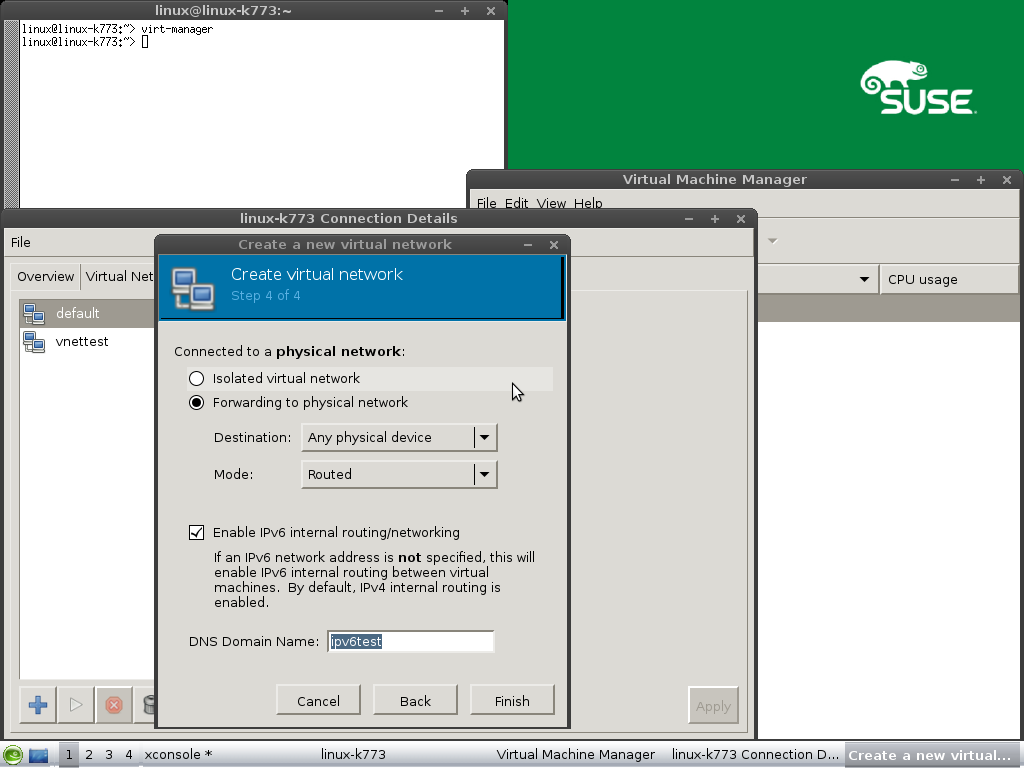 linux@linux-k773:~
linux@linux-k773:~> virt-manager
linux@linux-k773:~>
SUSE
Virtual Machine Manager
File Edit View Help
CPU usage
linux-k773 Connection Details
File
Overview Virtual Net
default
vnettest
Create a new virtual network
Create virtual network
Step 4 of 4
Connected to a physical network:
Isolated virtual network
Forwarding to physical network
Destination: Any physical device
Mode: Routed
Enable IPv6 internal routing/networking
If an IPv6 network address is not specified, this will
enable IPv6 internal routing between virtual
machines. By default, IPv4 internal routing is
enabled.
DNS Domain Name: ipv6test
Cancel Back Finish
Apply
1 2 3 4 xconsole * linux-k773 Virtual Machine Manager linux-k773 Connection D... Create a new virtual...